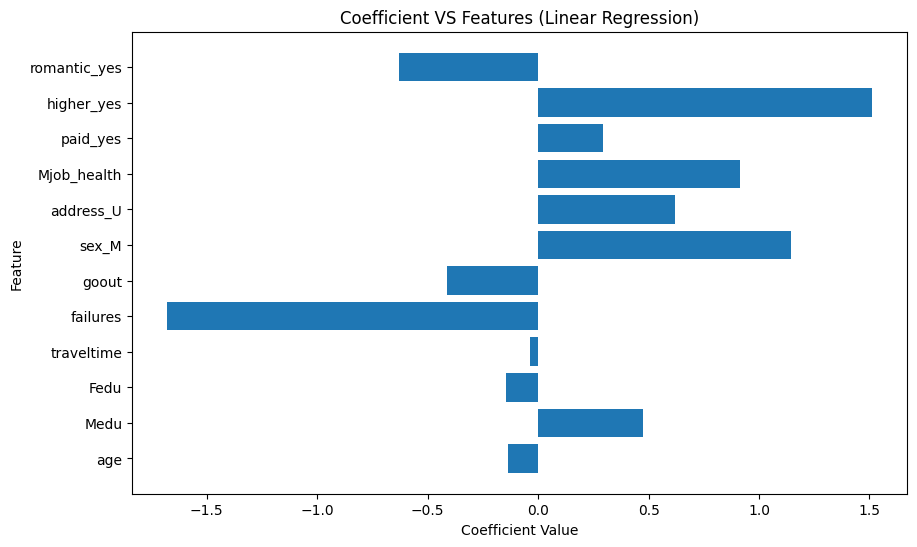 Coefficient VS Features (Linear Regression)
romantic_yes
higher_yes
paid_yes
Mjob_health
address_U
sex_M
goout
failures
traveltime
Fedu
Medu
age
Feature
−1.5 −1.0 −0.5 0.0 0.5 1.0 1.5
Coefficient Value